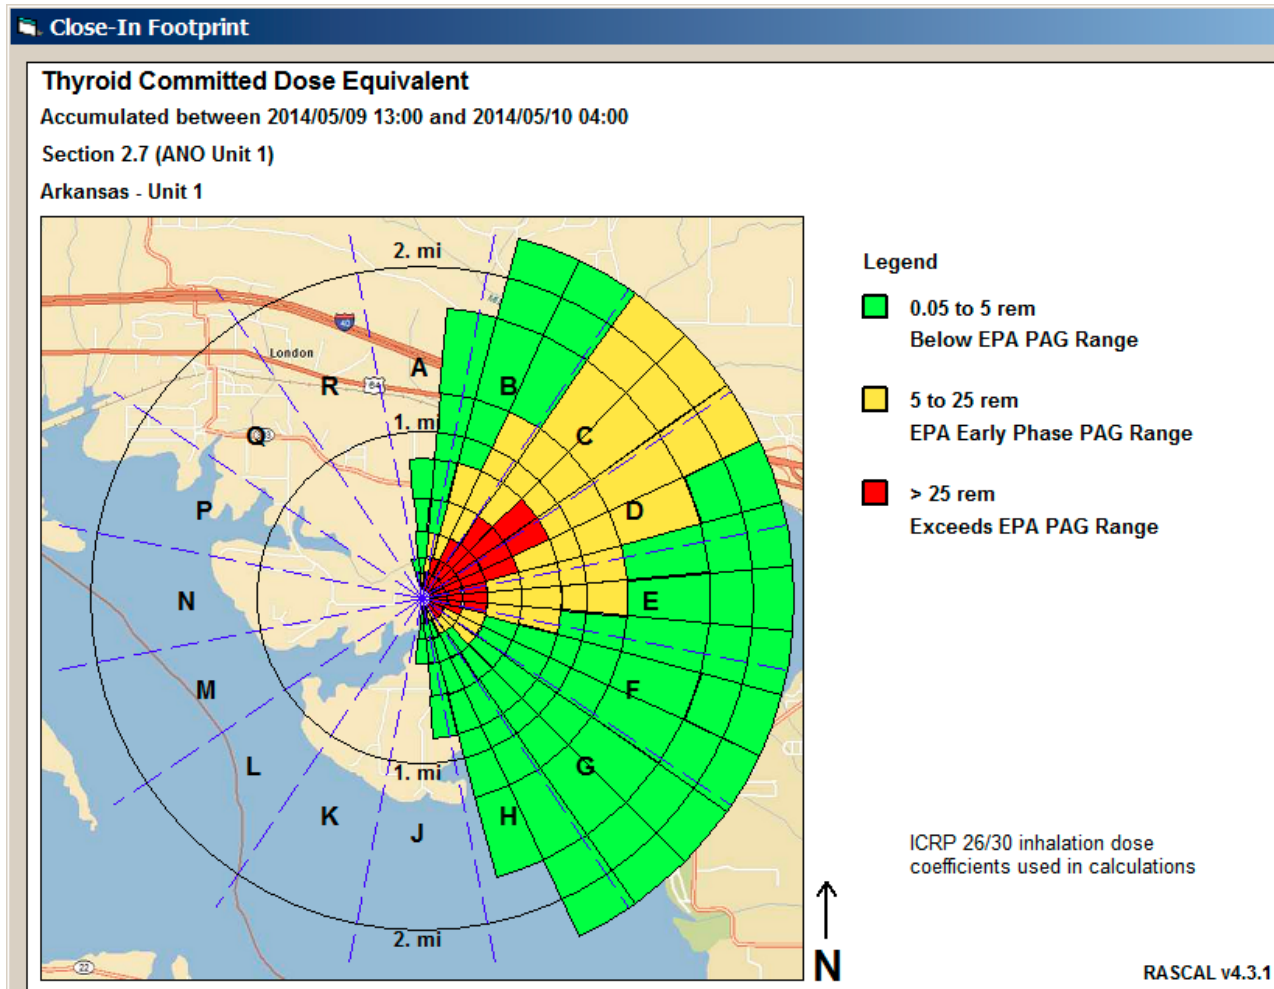 Close-In Footprint
Thyroid Committed Dose Equivalent
Accumulated between 2014/05/09 13:00 and 2014/05/10 04:00
Section 2.7 (ANO Unit 1)
Arkansas - Unit 1
2. mi
London
40
64
A
R
B
1. mi
Q
C
P
D
N
E
M
F
L
G
1. mi
K
J
H
2. mi
22
Legend
0.05 to 5 rem
Below EPA PAG Range
5 to 25 rem
EPA Early Phase PAG Range
> 25 rem
Exceeds EPA PAG Range
ICRP 26/30 inhalation dose
coefficients used in calculations
N
RASCAL v4.3.1